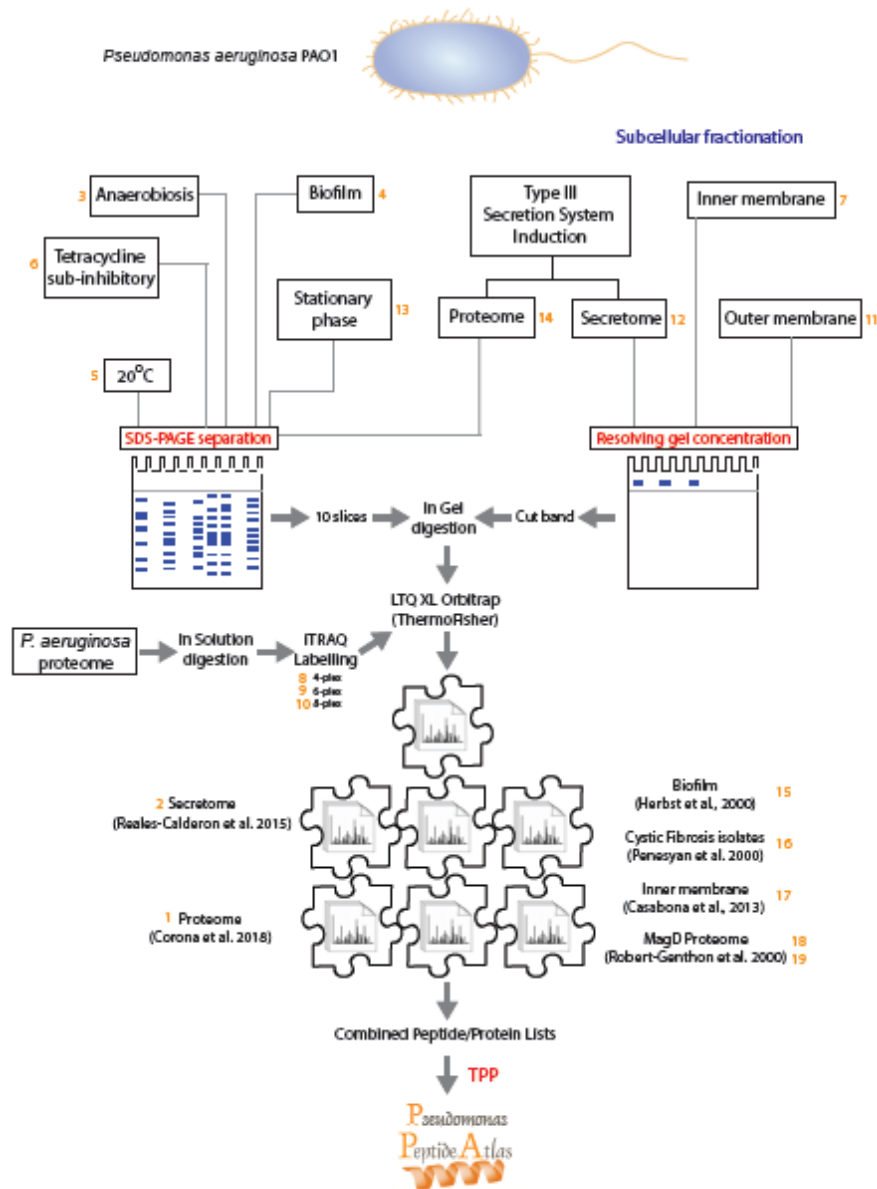 Pseudomonas aeruginosa PAO1
Subcellular fractionation
3 Anaerobiosis
Biofilm 4
Type III
Secretion System
Induction
Inner membrane 7
6 Tetracycline
sub-inhibitory
Stationary
phase 13
Proteome 14
Secretome 12
Outer membrane 11
5 20°C
SDS-PAGE separation
Resolving gel concentration
10 slices
In Gel
digestion
Cut band
LTQ XL Orbitrap
(ThermoFisher)
P. aeruginosa
proteome
In Solution
digestion
iTRAQ
Labelling
8 4-plex
9 6-plex
10 8-plex
2 Secretome
(Reales-Calderon et al. 2015)
Biofilm 15
(Herbst et al., 2000)
Cystic Fibrosis isolates 16
(Penesyan et al. 2000)
Inner membrane 17
(Casabona et al., 2013)
1 Proteome
(Corona et al. 2018)
MagD Proteome 18
(Robert-Genthon et al. 2000) 19
Combined Peptide/Protein Lists
TPP
Pseudomonas
Peptide Atlas